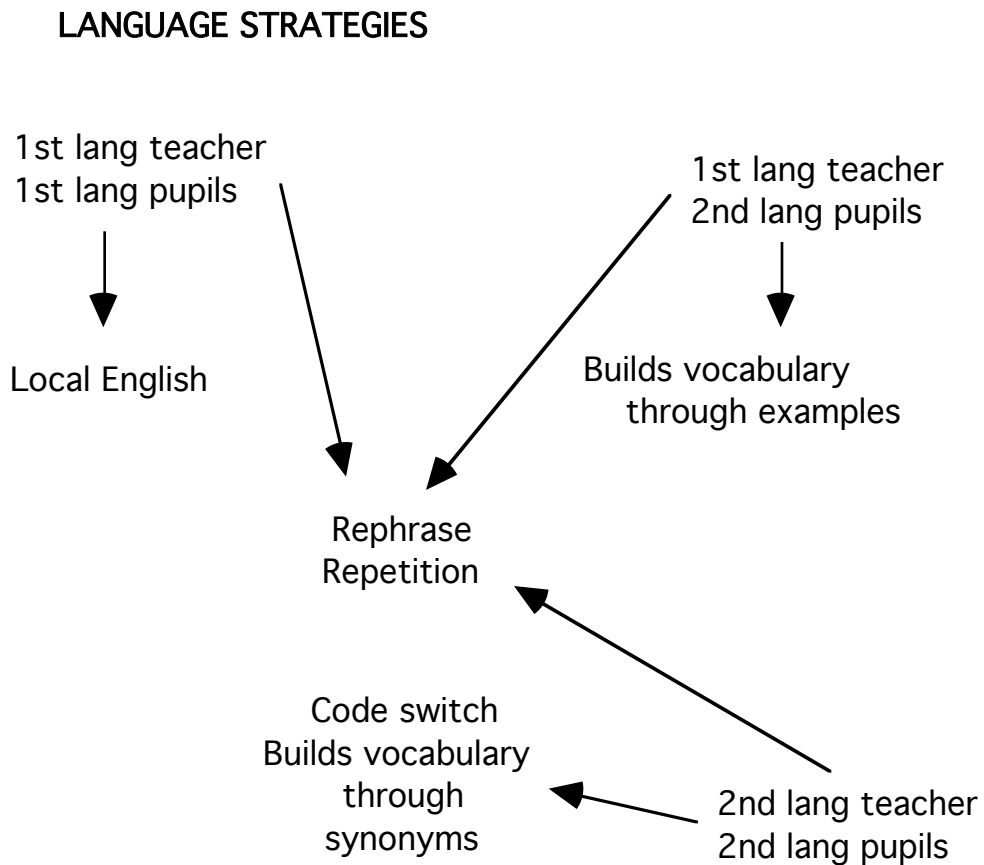 LANGUAGE STRATEGIES
1st lang teacher
1st lang pupils
1st lang teacher
2nd lang pupils
Local English
Builds vocabulary
through examples
Rephrase
Repetition
Code switch
Builds vocabulary
through
synonyms
2nd lang teacher
2nd lang pupils